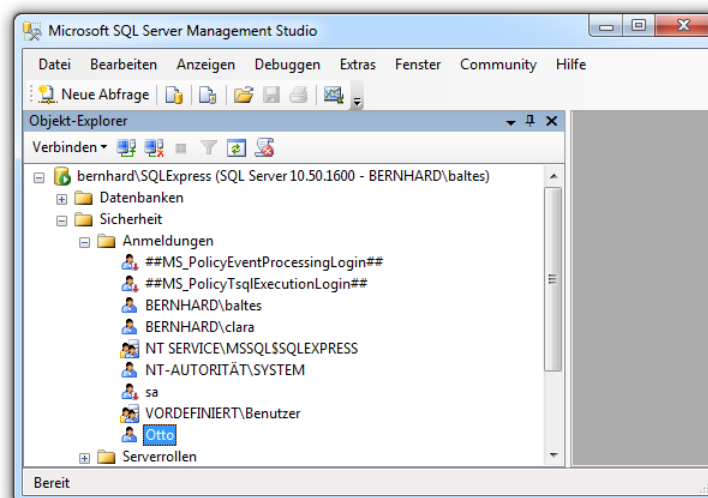 Microsoft SQL Server Management Studio
Datei Bearbeiten Anzeigen Debuggen Extras Fenster Community Hilfe
Neue Abfrage
Objekt-Explorer
Verbinden
bernhard\SQLExpress (SQL Server 10.50.1600 - BERNHARD\baltes)
Datenbanken
Sicherheit
Anmeldungen
##MS_PolicyEventProcessingLogin##
##MS_PolicyTsqlExecutionLogin##
BERNHARD\baltes
BERNHARD\clara
NT SERVICE\MSSQL$SQLEXPRESS
NT-AUTORITÄT\SYSTEM
sa
VORDEFINIERT\Benutzer
Otto
Serverrollen
Bereit